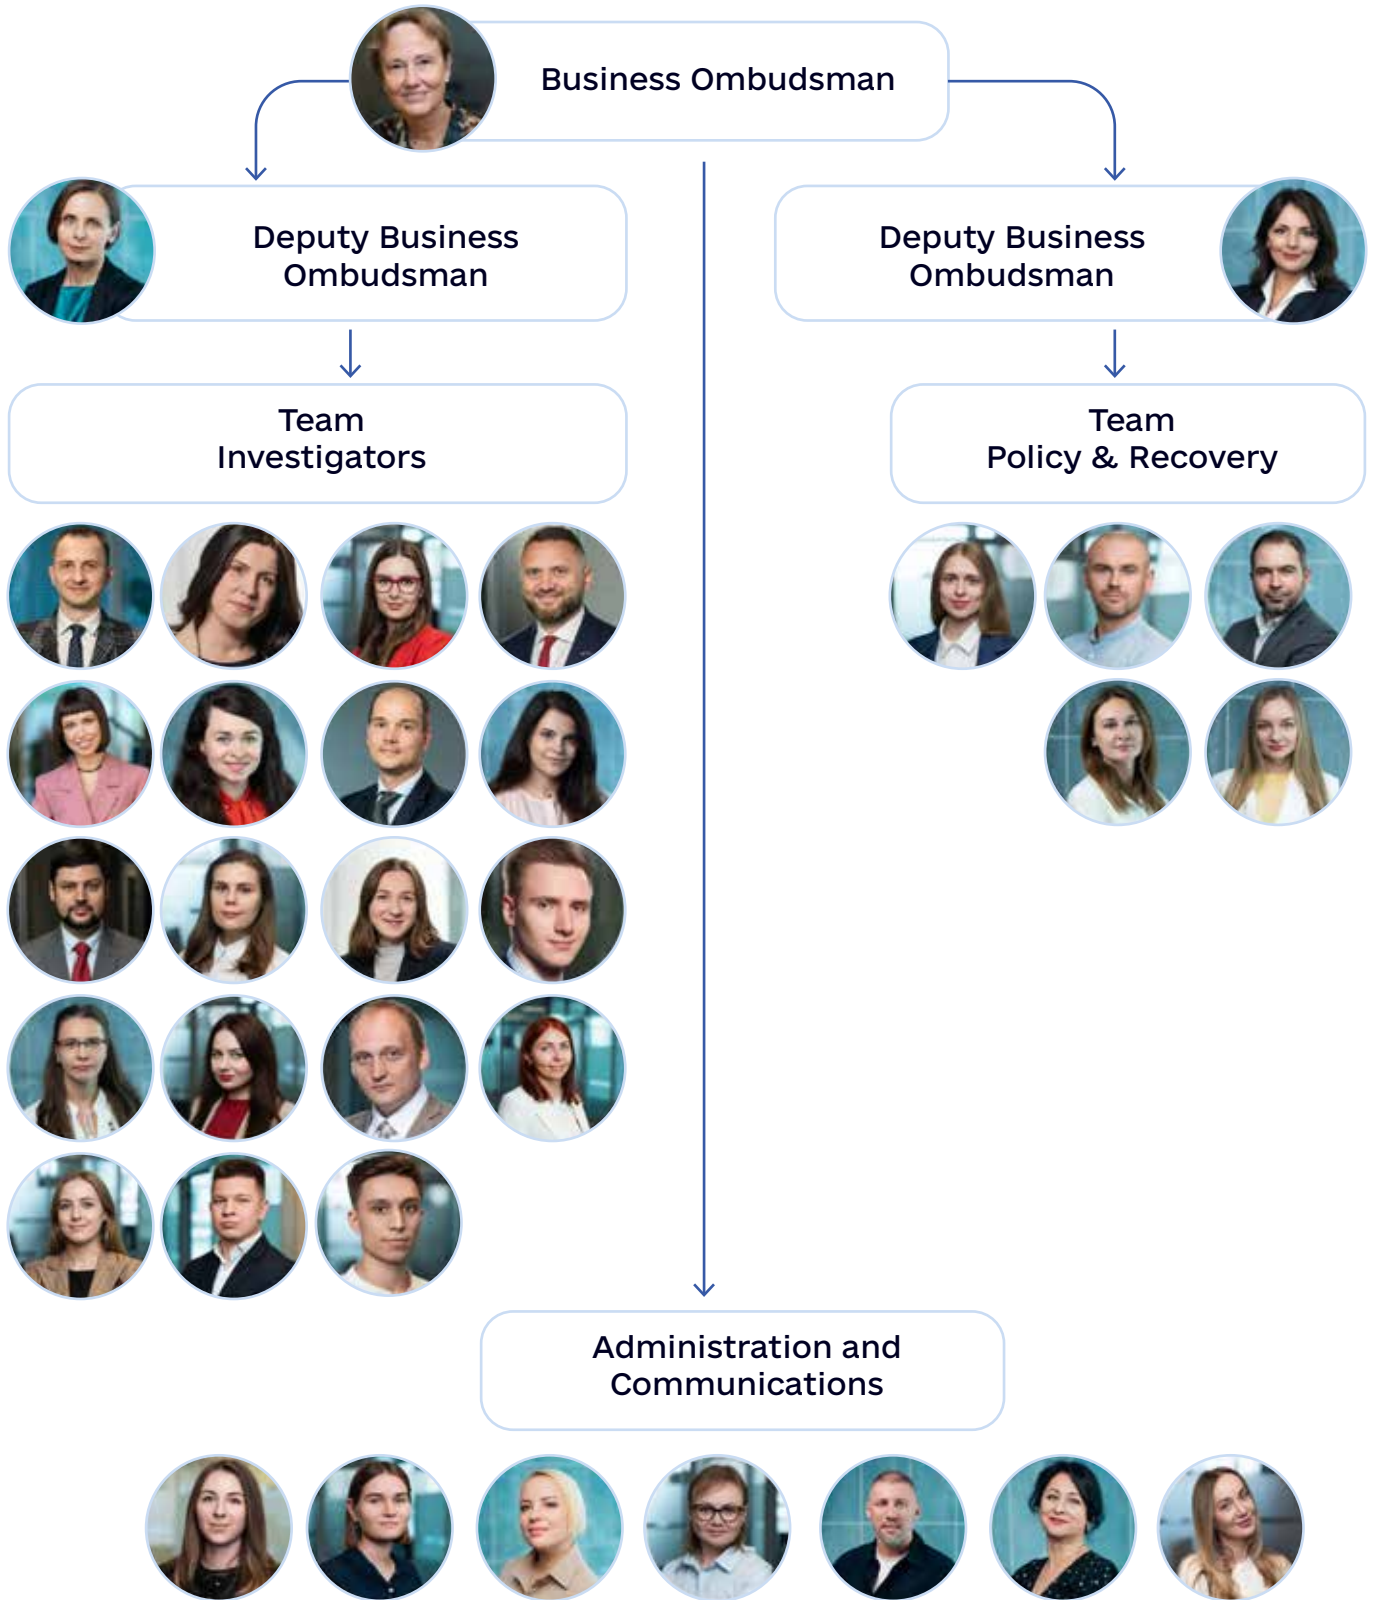 Business Ombudsman
Deputy Business
Ombudsman
Deputy Business
Ombudsman
Team
Investigators
Team
Policy & Recovery
Administration and
Communications